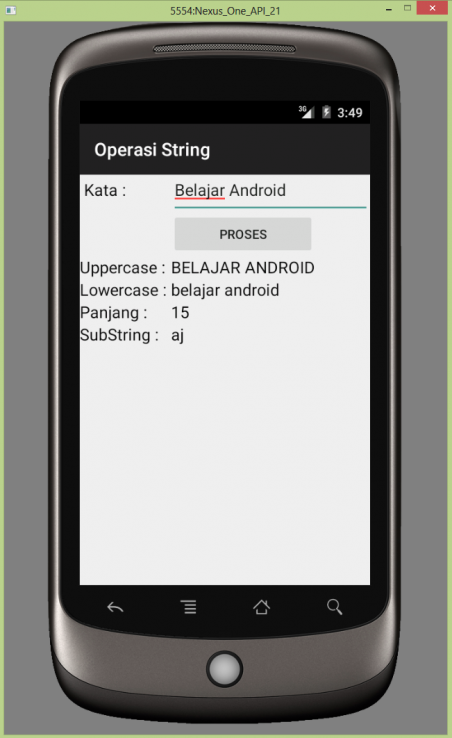 5554:Nexus_One_API_21
3G 3:49
Operasi String
Kata : Belajar Android
PROSES
Uppercase : BELAJAR ANDROID
Lowercase : belajar android
Panjang : 15
SubString : aj